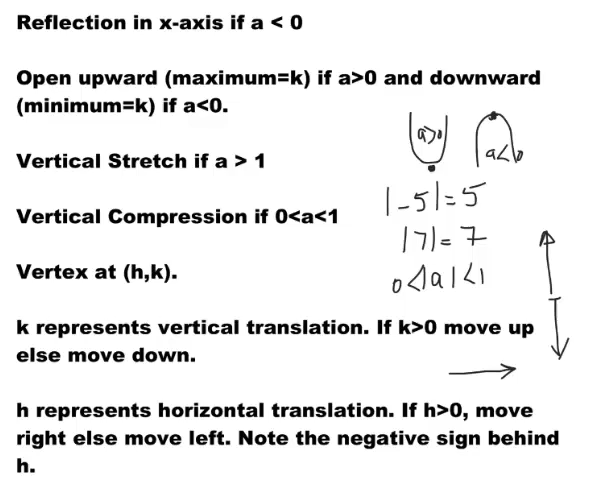 Reflection in x-axis if a < 0
Open upward (maximum=k) if a>0 and downward
(minimum=k) if a<0.
a>0
a<0
Vertical Stretch if a > 1
|-5|=5
Vertical Compression if 0<a<1
|7|=7
Vertex at (h,k).
0<|a|<1
k represents vertical translation. If k>0 move up
else move down.
h represents horizontal translation. If h>0, move
right else move left. Note the negative sign behind
h.